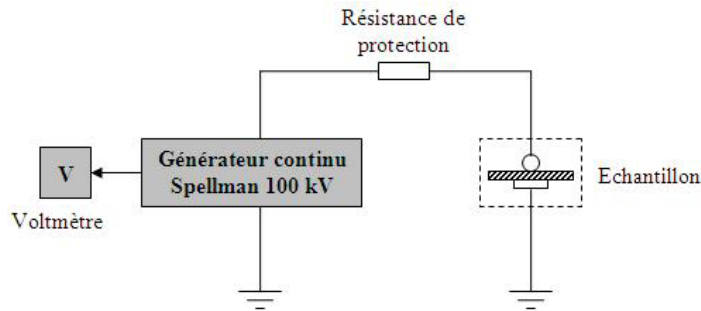 Résistance de
protection
Générateur continu
Spellman 100 kV
V
Voltmètre
Echantillon